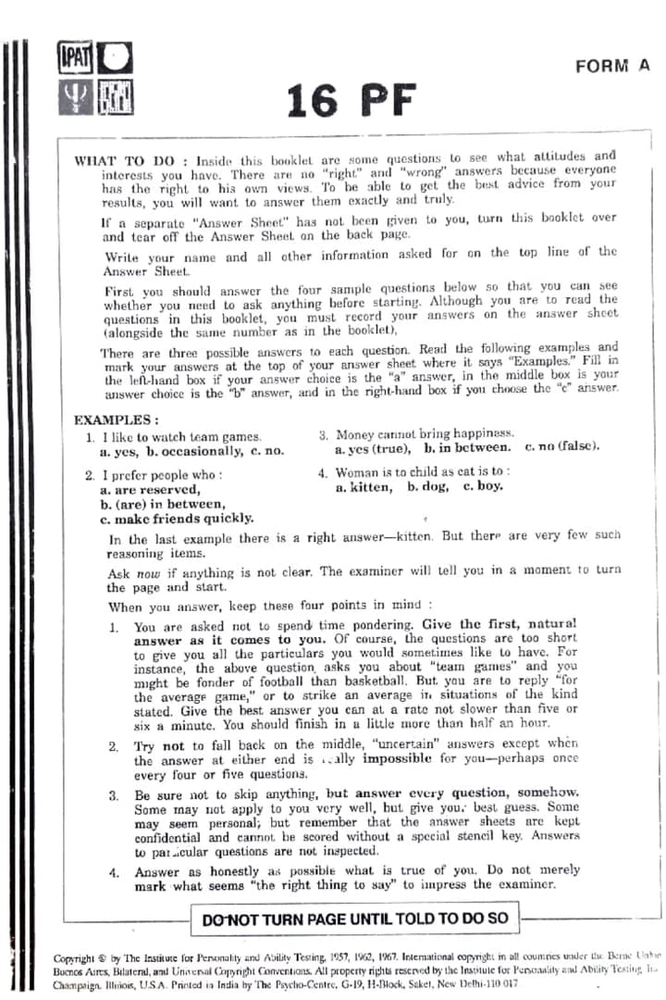 IPAT
FORM A
16 PF
WHAT TO DO : Inside this booklet are some questions to see what attitudes and
interests you have. There are no "right" and "wrong" answers because everyone
has the right to his own views. To be able to get the best advice from your
results, you will want to answer them exactly and truly.
If a separate "Answer Sheet" has not been given to you, turn this booklet over
and tear off the Answer Sheet on the back page.
Write your name and all other information asked for on the top line of the
Answer Sheet.
First you should answer the four sample questions below so that you can see
whether you need to ask anything before starting. Although you are to read the
questions in this booklet, you must record your answers on the answer sheet
(alongside the same number as in the booklet),
There are three possible answers to each question. Read the following examples and
mark your answers at the top of your answer sheet where it says "Examples." Fill in
the left-hand box if your answer choice is the "a" answer, in the middle box is your
answer choice is the "b" answer, and in the right-hand box if you choose the "c" answer.
EXAMPLES :
1. I like to watch team games.
a. yes, b. occasionally, c. no.
2. I prefer people who :
a. are reserved,
b. (are) in between,
c. make friends quickly.
3. Money cannot bring happiness.
a. yes (true), b. in between. c. no (false).
4. Woman is to child as cat is to :
a. kitten, b. dog, c. boy.
In the last example there is a right answer—kitten. But there are very few such
reasoning items.
Ask now if anything is not clear. The examiner will tell you in a moment to turn
the page and start.
When you answer, keep these four points in mind :
1. You are asked not to spend time pondering. Give the first, natural
answer as it comes to you. Of course, the questions are too short
to give you all the particulars you would sometimes like to have. For
instance, the above question asks you about "team games" and you
might be fonder of football than basketball. But you are to reply "for
the average game," or to strike an average in situations of the kind
stated. Give the best answer you can at a rate not slower than five or
six a minute. You should finish in a little more than half an hour.
2. Try not to fall back on the middle, "uncertain" answers except when
the answer at either end is really impossible for you—perhaps once
every four or five questions.
3. Be sure not to skip anything, but answer every question, somehow.
Some may not apply to you very well, but give your best guess. Some
may seem personal; but remember that the answer sheets are kept
confidential and cannot be scored without a special stencil key. Answers
to particular questions are not inspected.
4. Answer as honestly as possible what is true of you. Do not merely
mark what seems "the right thing to say" to impress the examiner.
DO NOT TURN PAGE UNTIL TOLD TO DO SO
Copyright © by The Institute for Personality and Ability Testing, 1957, 1962, 1967. International copyright in all countries under the Berne Union
Buenos Aires, Bilateral, and Universal Copyright Conventions. All property rights reserved by the Institute for Personality and Ability Testing,
Champaign, Illinois, U.S.A. Printed in India by The Psycho-Centre, G-19, H-Block, Saket, New Delhi-110 017